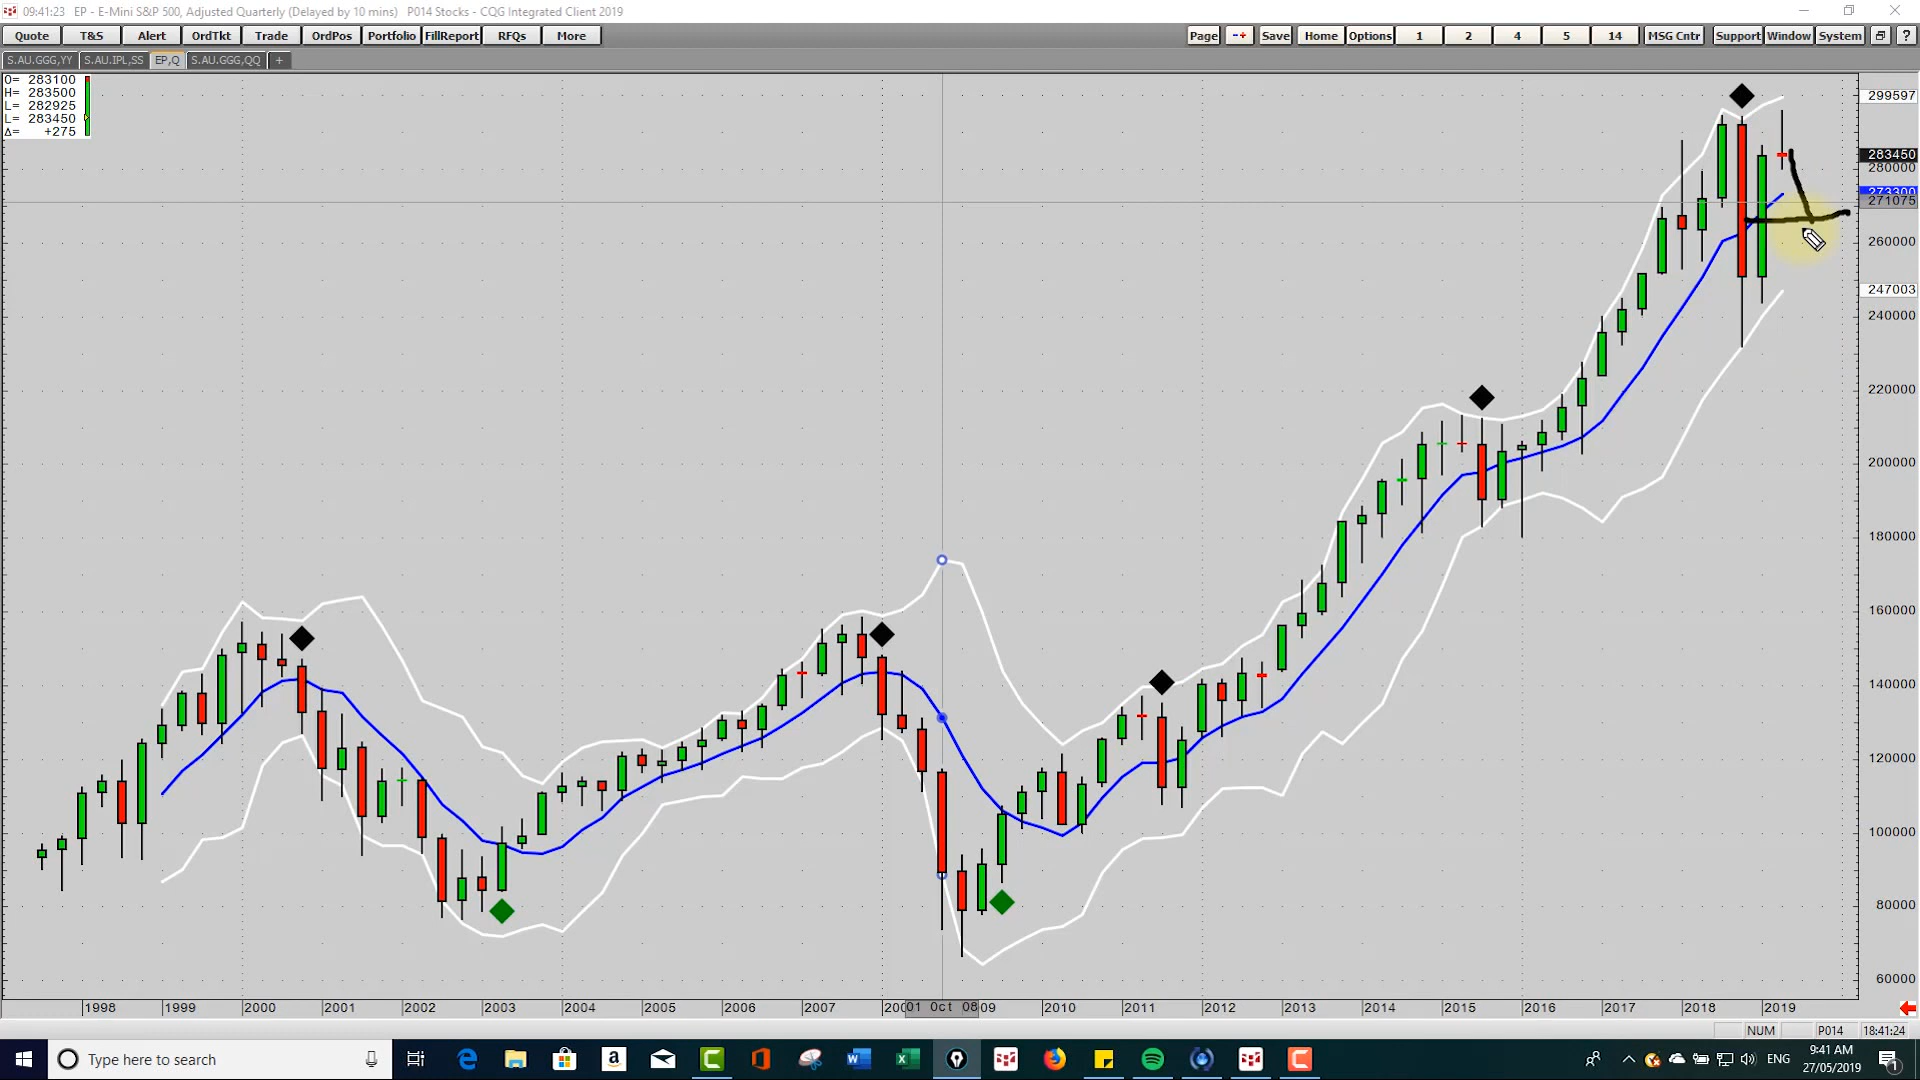 09:41:23 EP - E-Mini S&P 500, Adjusted Quarterly (Delayed by 10 mins) P014 Stocks - CQG Integrated Client 2019
Quote T&S Alert OrdTkt Trade OrdPos Portfolio FillReport RFQs More Page -+ Save Home Options 1 2 4 5 14 MSG Cntr Support Window System ?
S.AU.GGG,YY S.AU.IPL,SS EP,Q S.AU.GGG,QQ +
O= 283100
H= 283500
L= 282925
L= 283450
Δ= +275
299597
283450
280000
273300
271075
260000
247003
240000
220000
200000
180000
160000
140000
120000
100000
80000
60000
1998 1999 2000 2001 2002 2003 2004 2005 2006 2007 200 01 Oct 08 09 2010 2011 2012 2013 2014 2015 2016 2017 2018 2019
NUM P014 18:41:24
Type here to search
ENG
9:41 AM
27/05/2019
1